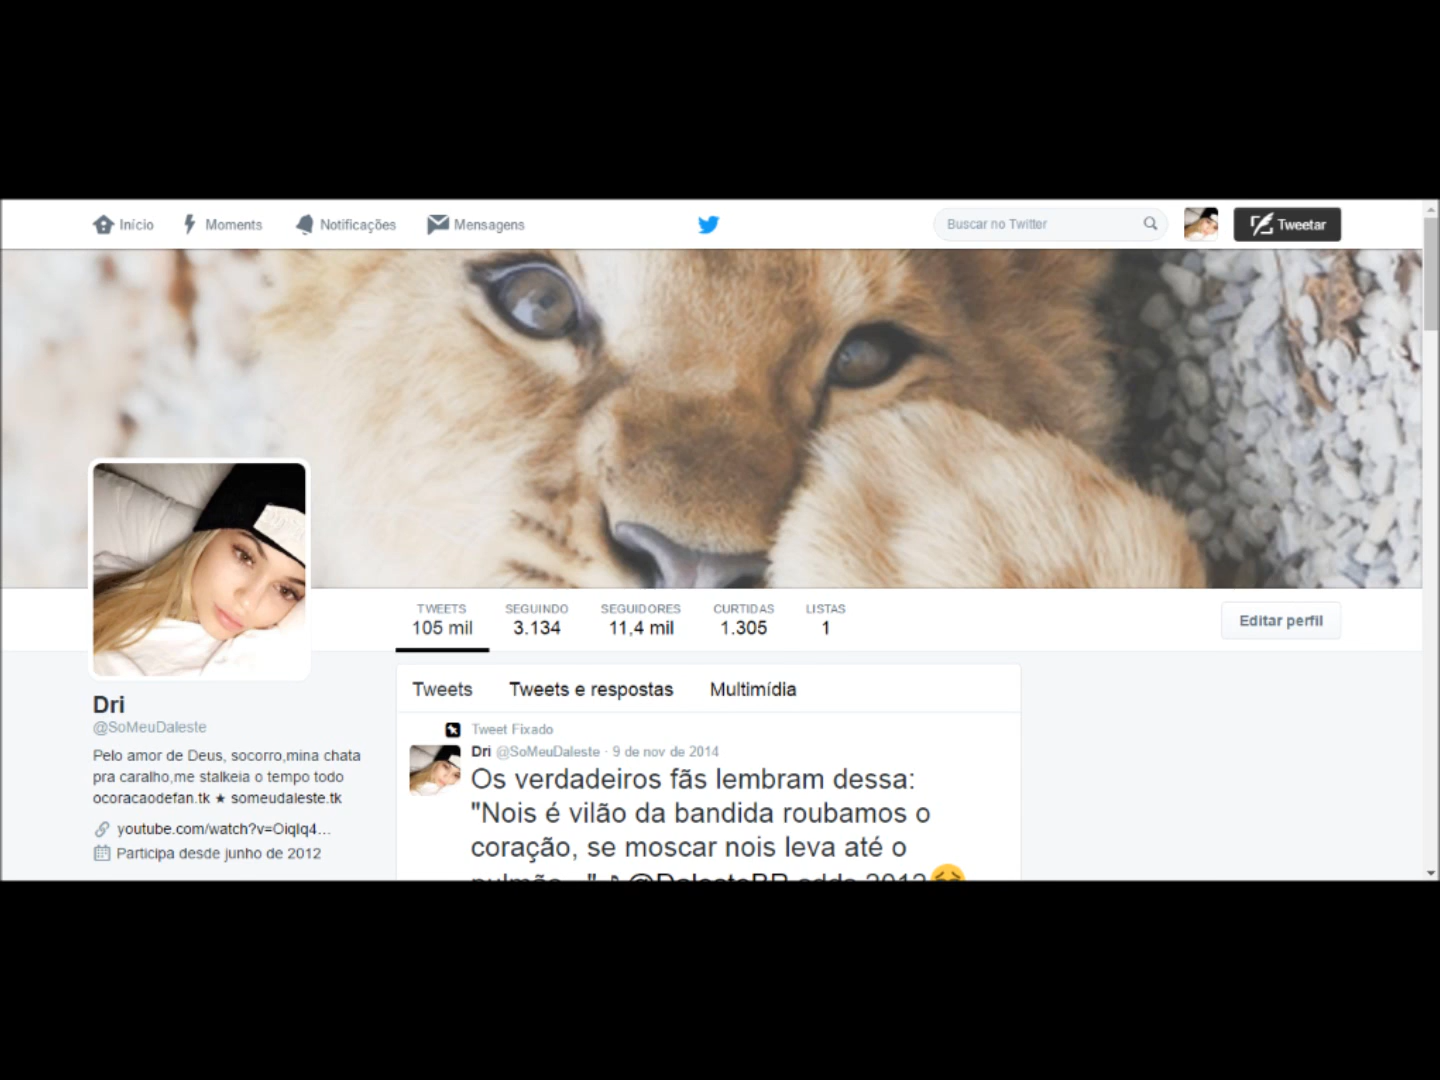 Início
Moments
Notificações
Mensagens
Buscar no Twitter
Tweetar
TWEETS
105 mil
SEGUINDO
3.134
SEGUIDORES
11,4 mil
CURTIDAS
1.305
LISTAS
1
Editar perfil
Dri
@SoMeuDaleste
Pelo amor de Deus, socorro,mina chata
pra caralho,me stalkeia o tempo todo
ocoracaodefan.tk ★ someudaleste.tk
youtube.com/watch?v=OiqIq4…
Participa desde junho de 2012
Tweets
Tweets e respostas
Multimídia
Tweet Fixado
Dri @SoMeuDaleste · 9 de nov de 2014
Os verdadeiros fãs lembram dessa:
"Nois é vilão da bandida roubamos o
coração, se moscar nois leva até o
@DalesteBR 2012